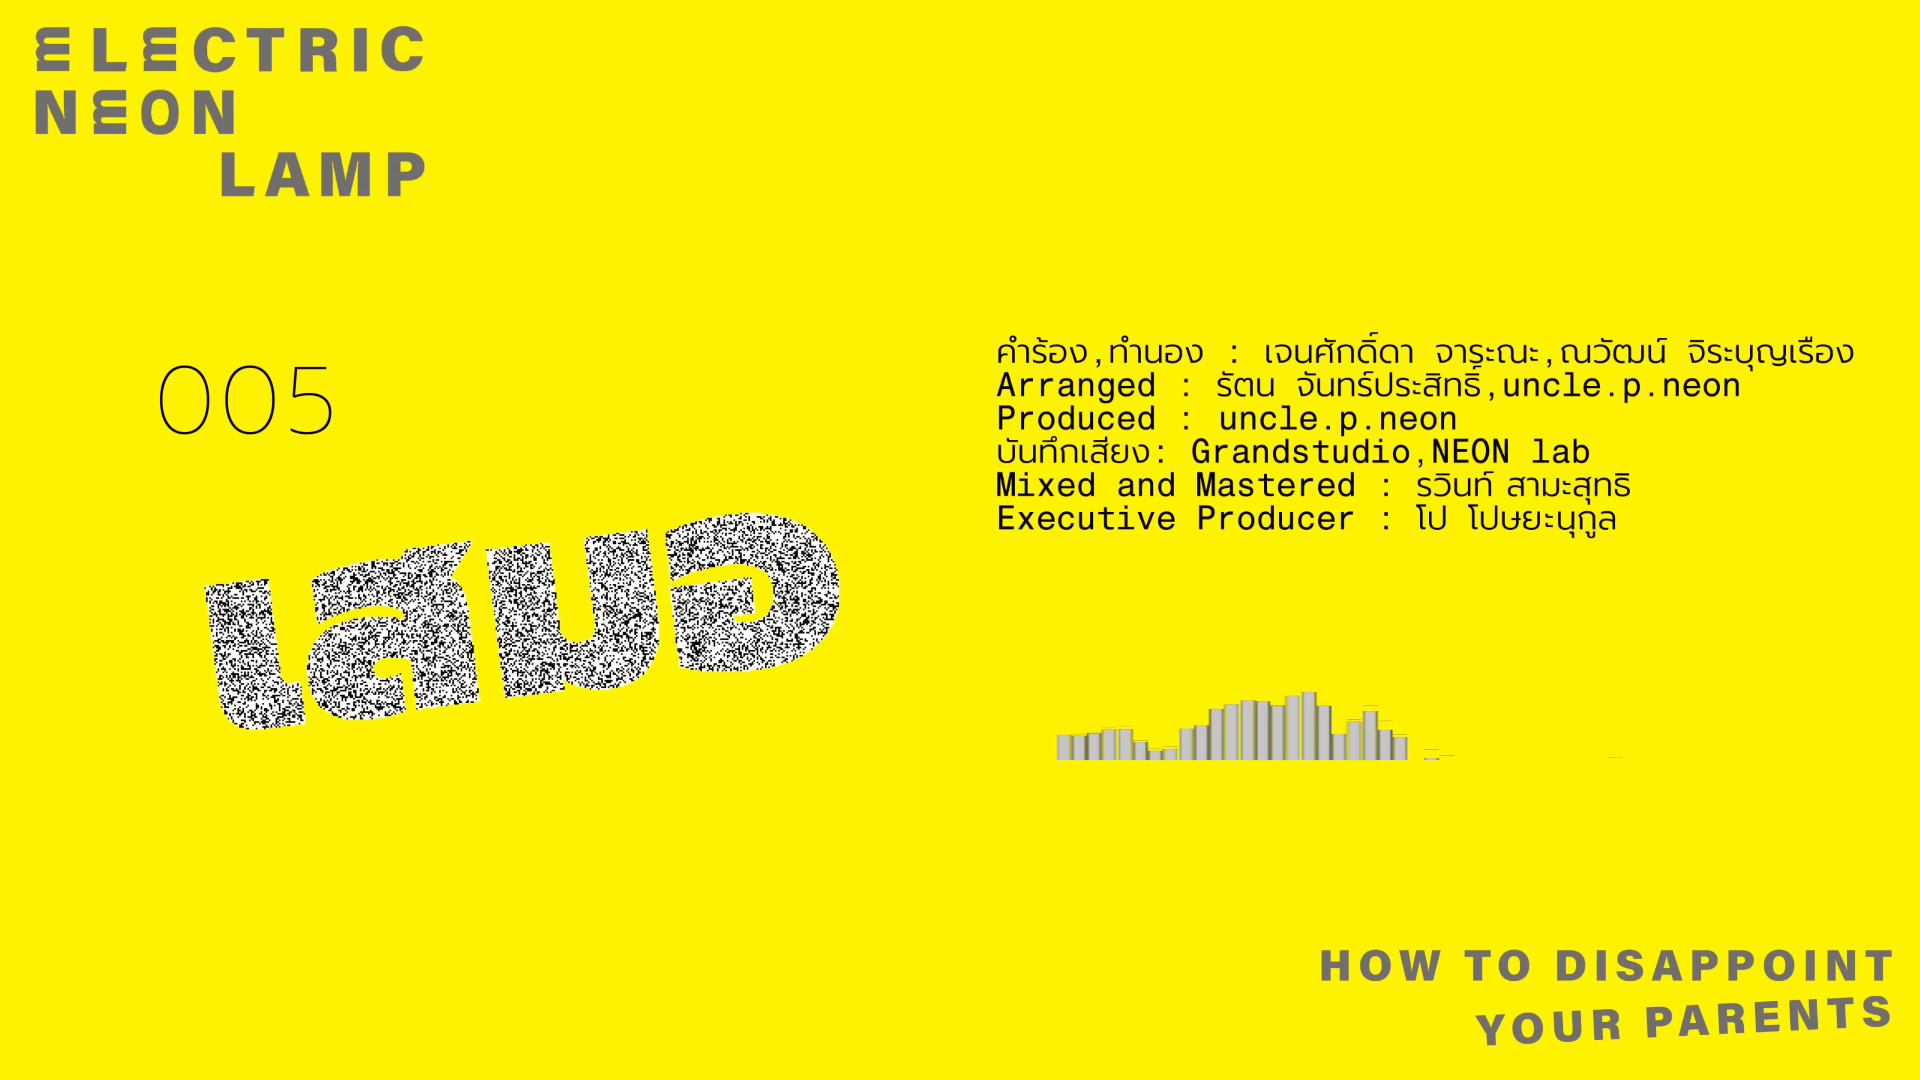 ELECTRIC
NEON
LAMP
005
เสมอ
คำร้อง,ทำนอง : เจนศักดิ์ดา จาระณะ,ณวัฒน์ จิระบุญเรือง
Arranged : รัตน จันทร์ประสิทธิ์,uncle.p.neon
Produced : uncle.p.neon
บันทึกเสียง: Grandstudio,NEON lab
Mixed and Mastered : รวินท์ สามะสุทธิ
Executive Producer : โป โปษยะนุกูล
HOW TO DISAPPOINT
YOUR PARENTS